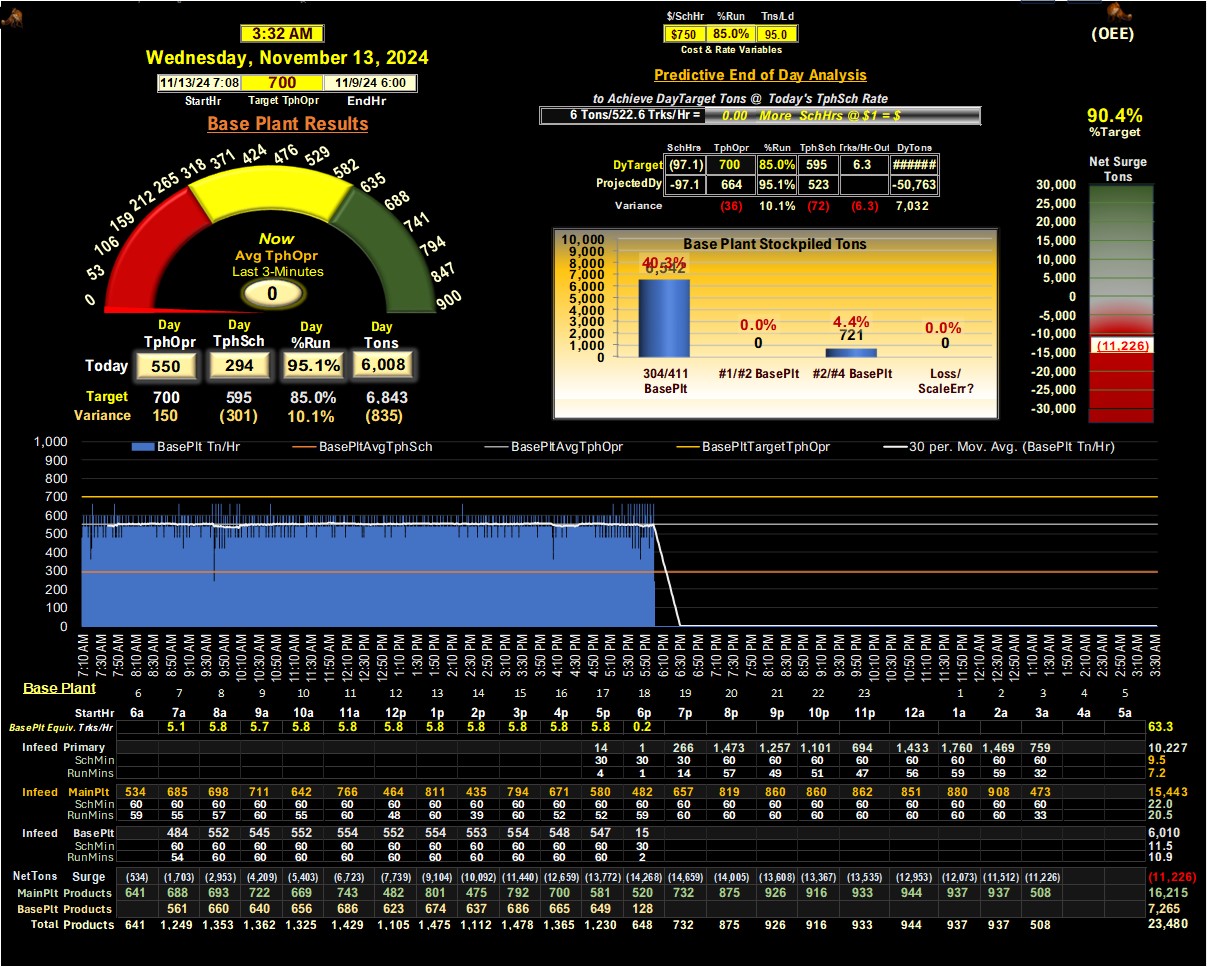 $/SchHr %Run Tns/Ld
$750 85.0% 95.0
Cost & Rate Variables
3:32 AM
Wednesday, November 13, 2024
11/13/24 7:08 700 11/9/24 6:00
StartHr Target TphOpr EndHr
Base Plant Results
(OEE)
90.4%
%Target
Predictive End of Day Analysis
to Achieve DayTarget Tons @ Today's TphSch Rate
6 Tons/522.6 Trks/Hr = 0.00 More SchHrs @ $1 = $
SchHrs TphOpr %Run TphSch Trks/Hr-Out DyTons
DyTarget (97.1) 700 85.0% 595 6.3 ######
ProjectedDy -97.1 664 95.1% 523 -50,763
Variance (36) 10.1% (72) (6.3) 7,032
0 53 106 159 212 265 318 371 424 476 529 582 635 688 741 794 847 900
Now
Avg TphOpr
Last 3-Minutes
0
Day Day Day Day
TphOpr TphSch %Run Tons
Today 550 294 95.1% 6,008
Target 700 595 85.0% 6,843
Variance 150 (301) 10.1% (835)
Base Plant Stockpiled Tons
10,000
9,000
8,000
7,000
6,000
5,000
4,000
3,000
2,000
1,000
0
40.3% 0.0% 4.4% 0.0%
6,542 0 721 0
304/411 BasePlt #1/#2 BasePlt #2/#4 BasePlt Loss/ ScaleErr?
Net Surge
Tons
30,000
25,000
20,000
15,000
10,000
5,000
0
-5,000
-10,000
-15,000
-20,000
-25,000
-30,000
(11,226)
BasePlt Tn/Hr BasePltAvgTphSch BasePltAvgTphOpr BasePltTargetTphOpr 30 per. Mov. Avg. (BasePlt Tn/Hr)
1,000
900
800
700
600
500
400
300
200
100
0
7:10 AM 7:30 AM 7:50 AM 8:10 AM 8:30 AM 8:50 AM 9:10 AM 9:30 AM 9:50 AM 10:10 AM 10:30 AM 10:50 AM 11:10 AM 11:30 AM 11:50 AM 12:10 PM 12:30 PM 12:50 PM 1:10 PM 1:30 PM 1:50 PM 2:10 PM 2:30 PM 2:50 PM 3:10 PM 3:30 PM 3:50 PM 4:10 PM 4:30 PM 4:50 PM 5:10 PM 5:30 PM 5:50 PM 6:10 PM 6:30 PM 6:50 PM 7:10 PM 7:30 PM 7:50 PM 8:10 PM 8:30 PM 8:50 PM 9:10 PM 9:30 PM 9:50 PM 10:10 PM 10:30 PM 10:50 PM 11:10 PM 11:30 PM 11:50 PM 12:10 AM 12:30 AM 12:50 AM 1:10 AM 1:30 AM 1:50 AM 2:10 AM 2:30 AM 2:50 AM 3:10 AM 3:30 AM
Base Plant 6 7 8 9 10 11 12 13 14 15 16 17 18 19 20 21 22 23 1 2 3 4 5
StartHr 6a 7a 8a 9a 10a 11a 12p 1p 2p 3p 4p 5p 6p 7p 8p 9p 10p 11p 12a 1a 2a 3a 4a 5a
BasePlt Equiv. Trks/Hr 5.1 5.8 5.7 5.8 5.8 5.8 5.8 5.8 5.8 5.8 5.8 0.2 63.3
Infeed Primary 14 1 266 1,473 1,257 1,101 694 1,433 1,760 1,469 759 10,227
SchMin 30 30 30 60 60 60 60 60 60 60 60 9.5
RunMins 4 1 14 57 49 51 47 56 59 59 32 7.2
Infeed MainPlt 534 685 698 711 642 766 464 811 435 794 671 580 482 657 819 860 860 862 851 880 908 473 15,443
SchMin 60 60 60 60 60 60 60 60 60 60 60 60 60 60 60 60 60 60 60 60 60 60 22.0
RunMins 59 55 57 60 55 60 48 60 39 60 52 52 59 60 60 60 60 60 60 60 60 33 20.5
Infeed BasePlt 484 552 545 552 554 552 554 553 554 548 547 15 6,010
SchMin 60 60 60 60 60 60 60 60 60 60 60 30 11.5
RunMins 54 60 60 60 60 60 60 60 60 60 60 2 10.9
NetTons Surge (534) (1,703) (2,953) (4,209) (5,403) (6,723) (7,739) (9,104) (10,092) (11,440) (12,659) (13,772) (14,268) (14,659) (14,005) (13,608) (13,367) (13,535) (12,953) (12,073) (11,512) (11,226) (11,226)
MainPlt Products 641 688 693 722 669 743 482 801 475 792 700 581 520 732 875 926 916 933 944 937 937 508 16,215
BasePlt Products 561 660 640 656 686 623 674 637 686 665 649 128 7,265
Total Products 641 1,249 1,353 1,362 1,325 1,429 1,105 1,475 1,112 1,478 1,365 1,230 648 732 875 926 916 933 944 937 937 508 23,480